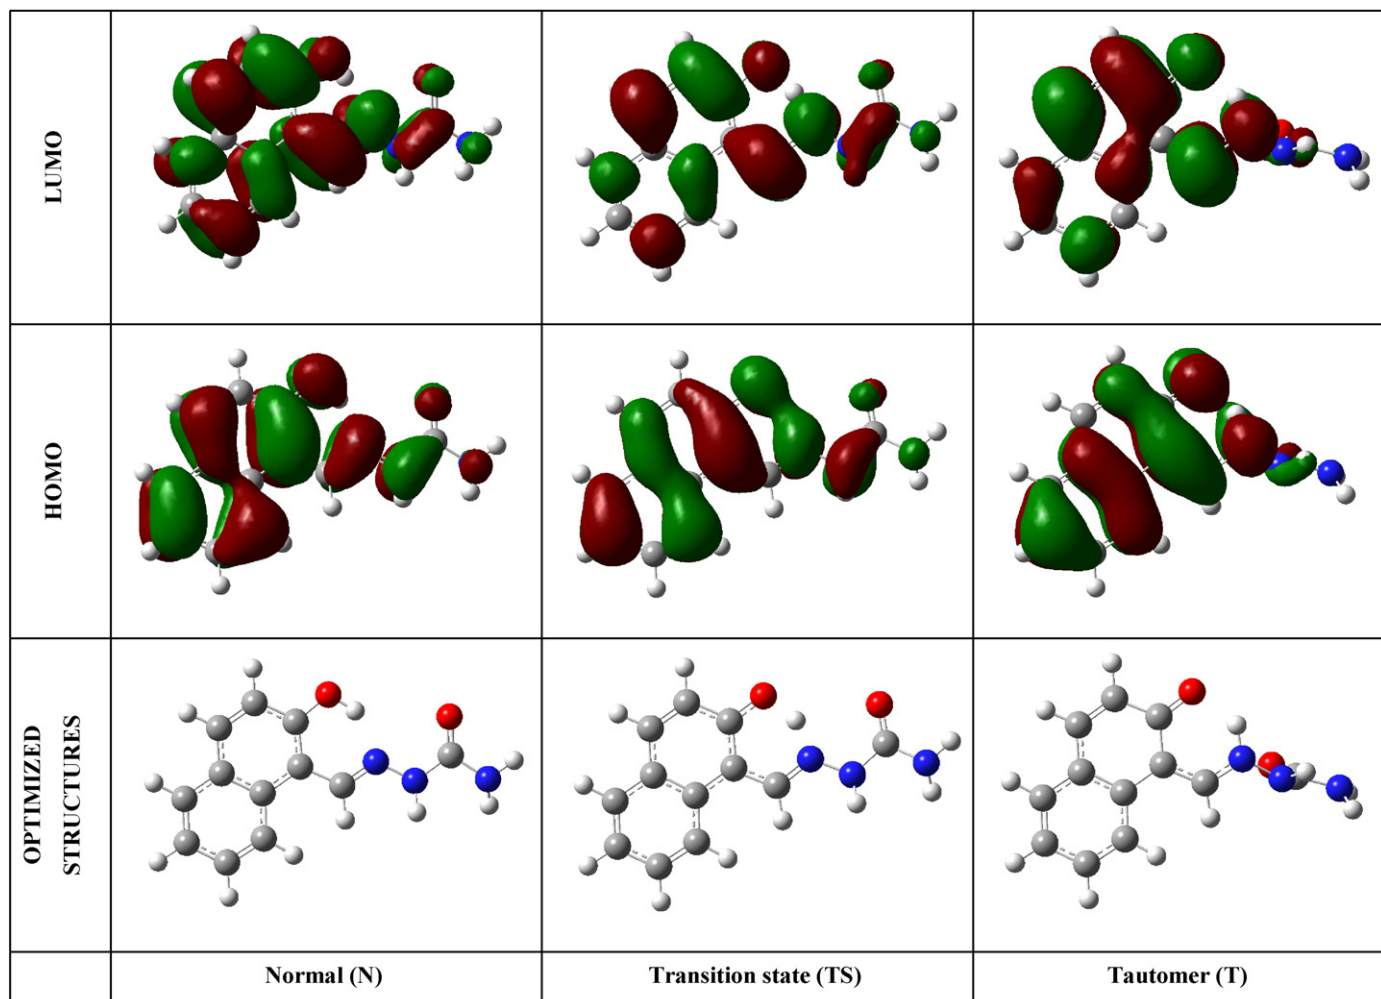 LUMO
HOMO
OPTIMIZED
STRUCTURES
Normal (N)
Transition state (TS)
Tautomer (T)